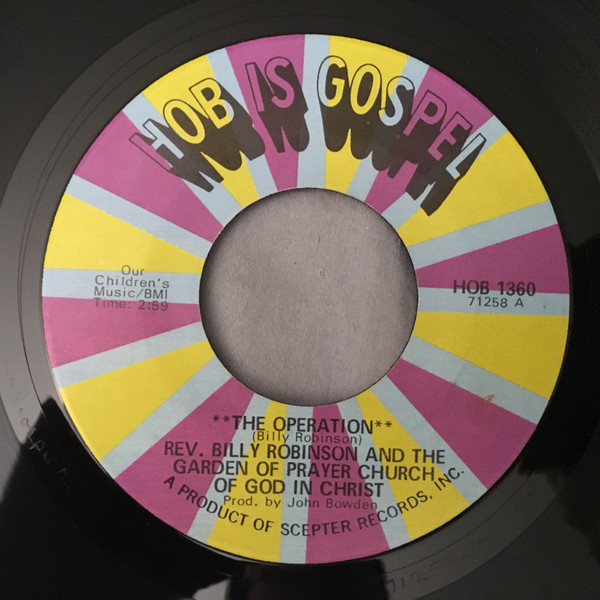 HOB IS GOSPEL
Our
Children's
Music/BMI
Time: 2:59
HOB 1360
71258 A
**THE OPERATION**
(Billy Robinson)
REV. BILLY ROBINSON AND THE
GARDEN OF PRAYER CHURCH
OF GOD IN CHRIST
Prod. by John Bowden
A PRODUCT OF SCEPTER RECORDS, INC.